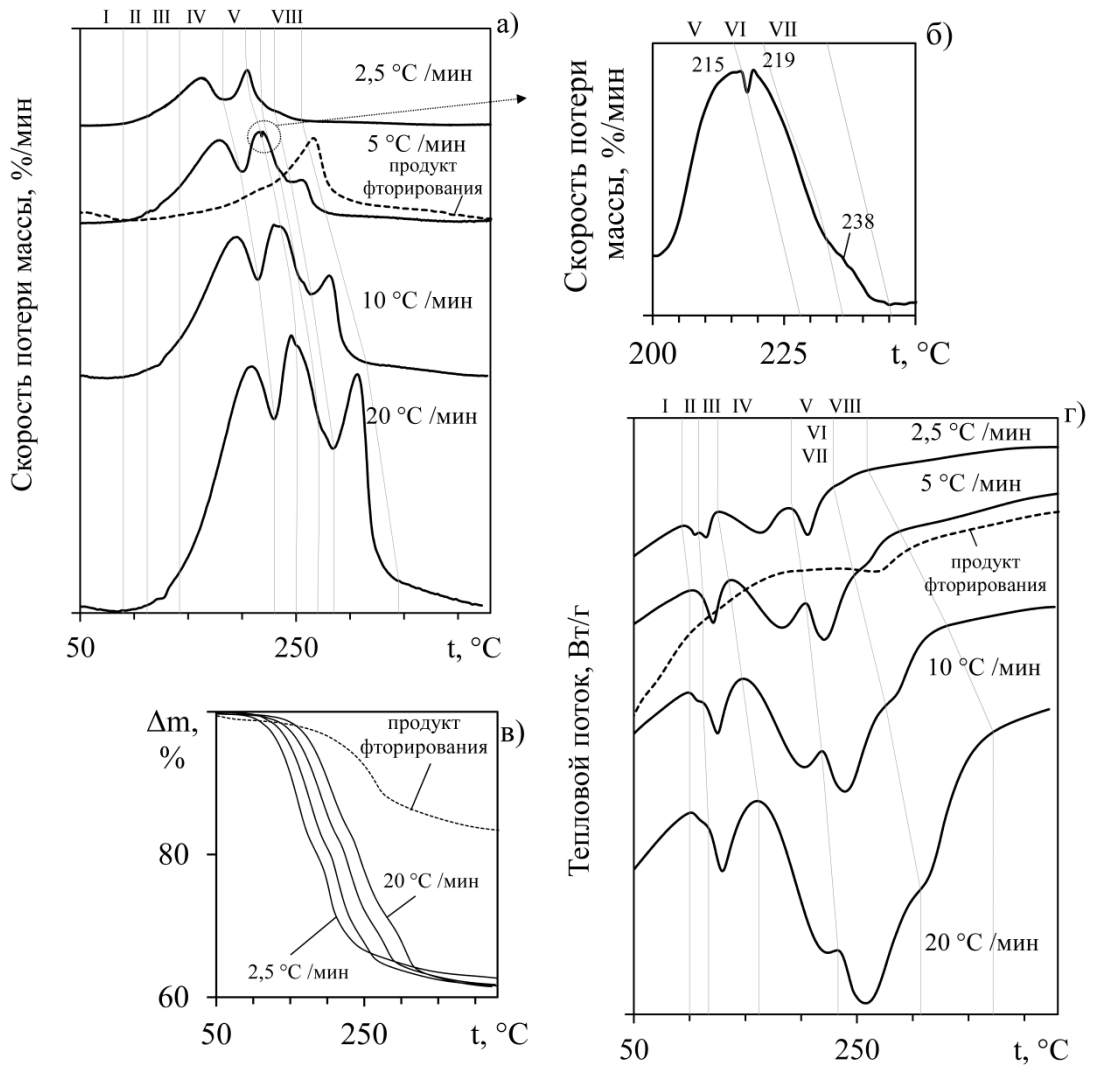 I II III IV V VIII
а)
2,5 °C /мин
5 °C /мин
продукт
фторирования
10 °C /мин
20 °C /мин
Скорость потери массы, %/мин
50 250 t, °C
V VI VII
б)
215 219
238
Скорость потери
массы, %/мин
200 225 t, °C
Δm,
%
в)
продукт
фторирования
80
20 °C /мин
2,5 °C /мин
60
50 250 t, °C
I II III IV V VIII
VI
VII
г)
2,5 °C /мин
5 °C /мин
продукт
фторирования
10 °C /мин
20 °C /мин
Тепловой поток, Вт/г
50 250 t, °C